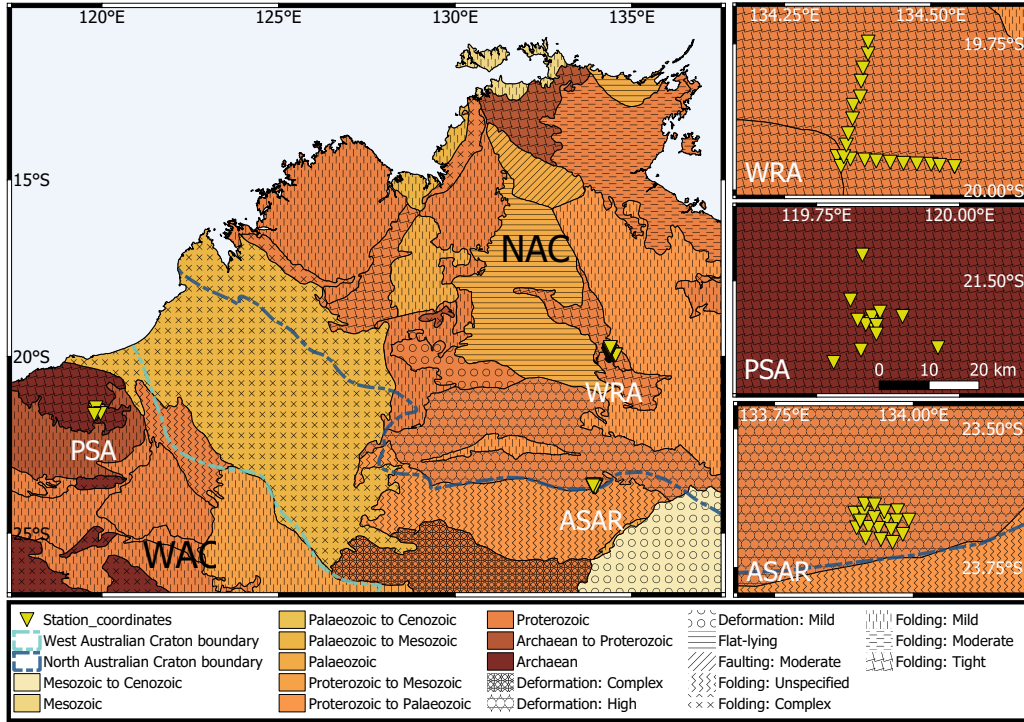 120°E 125°E 130°E 135°E
15°S
20°S
25°S
NAC
WRA
PSA
ASAR
WAC
134.25°E 134.50°E
19.75°S
WRA
20.00°S
119.75°E 120.00°E
21.50°S
PSA
0 10 20 km
133.75°E 134.00°E
23.50°S
ASAR
23.75°S
Station_coordinates
West Australian Craton boundary
North Australian Craton boundary
Mesozoic to Cenozoic
Mesozoic
Palaeozoic to Cenozoic
Palaeozoic to Mesozoic
Palaeozoic
Proterozoic to Mesozoic
Proterozoic to Palaeozoic
Proterozoic
Archaean to Proterozoic
Archaean
Deformation: Complex
Deformation: High
Deformation: Mild
Flat-lying
Faulting: Moderate
Folding: Unspecified
Folding: Complex
Folding: Mild
Folding: Moderate
Folding: Tight